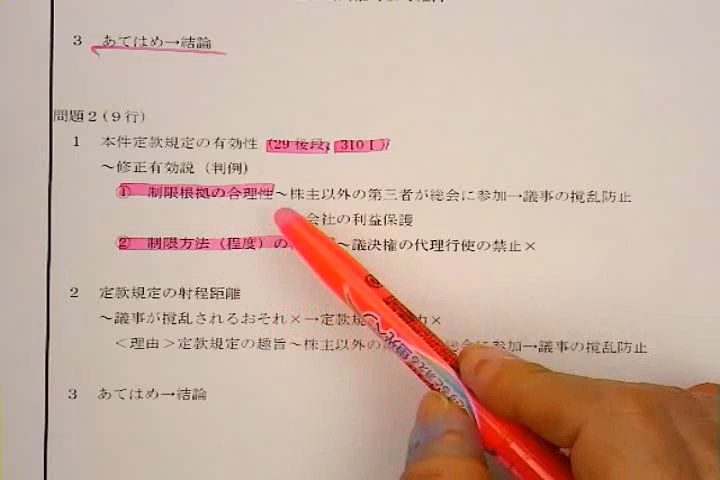 3 あてはめ→結論
問題2(9行)
1 本件定款規定の有効性(29後段,310Ⅰ)
～修正有効説(判例)
① 制限根拠の合理性～株主以外の第三者が総会に参加→議事の撹乱防止
会社の利益保護
② 制限方法(程度)の ～議決権の代理行使の禁止×
2 定款規定の射程距離
～議事が撹乱されるおそれ×→定款規 力×
＜理由＞定款規定の趣旨～株主以外の 総会に参加→議事の撹乱防止
3 あてはめ→結論